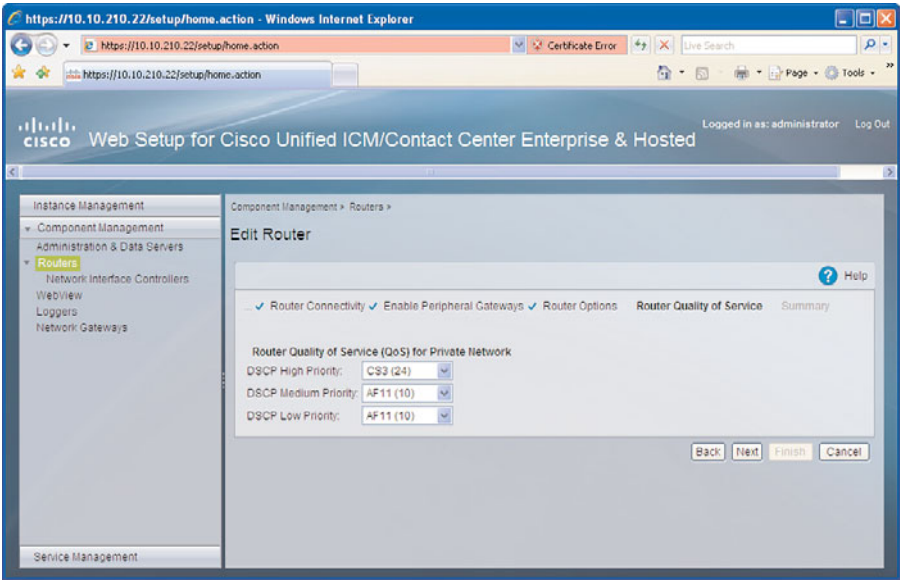 https://10.10.210.22/setup/home.action - Windows Internet Explorer
https://10.10.210.22/setup/home.action
Certificate Error
Live Search
https://10.10.210.22/setup/home.action
Page
Tools
cisco
Web Setup for Cisco Unified ICM/Contact Center Enterprise & Hosted
Logged in as: administrator
Log Out
Instance Management
Component Management
Administration & Data Servers
Routers
Network Interface Controllers
WebView
Loggers
Network Gateways
Service Management
Component Management > Routers >
Edit Router
Help
... Router Connectivity Enable Peripheral Gateways Router Options Router Quality of Service Summary
Router Quality of Service (QoS) for Private Network
DSCP High Priority: CS3 (24)
DSCP Medium Priority: AF11 (10)
DSCP Low Priority: AF11 (10)
Back Next Finish Cancel